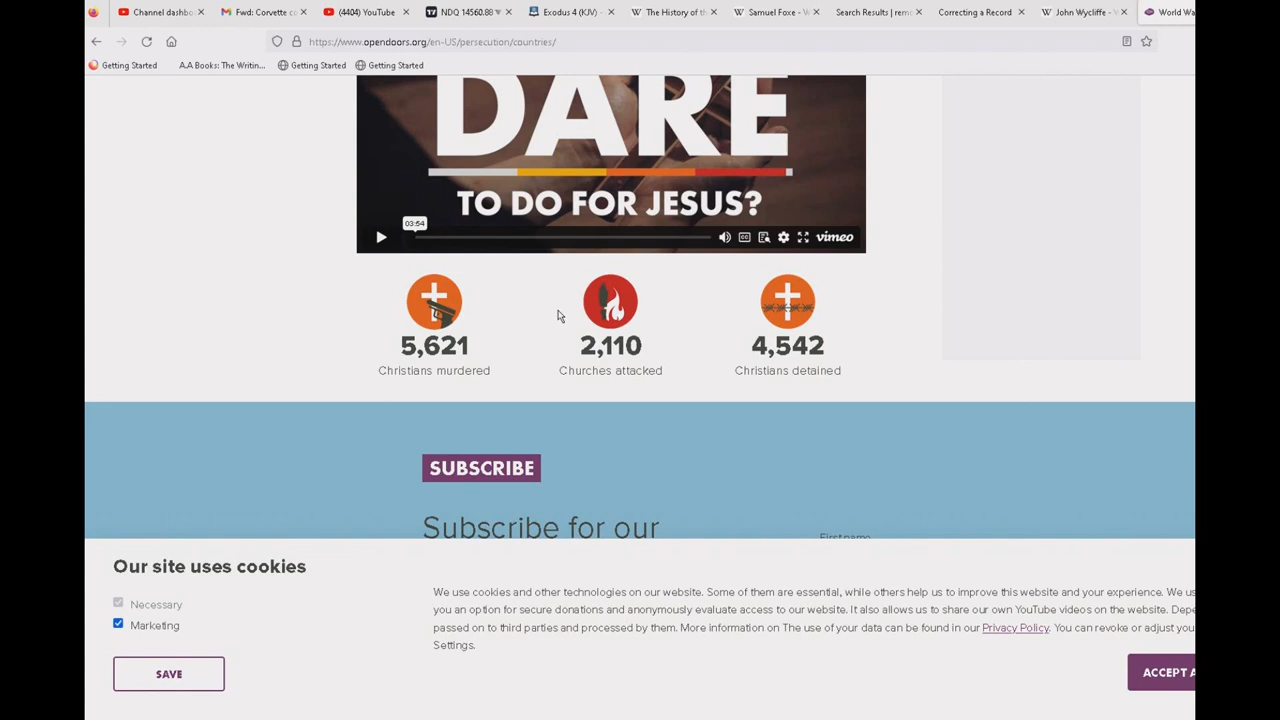 Channel dashbo
Fwd: Corvette c
(4404) YouTube
NDQ 14560.88
Exodus 4 (KJV) -
The History of th
Samuel Foxe -
Search Results | rem
Correcting a Record
John Wycliffe -
World Wa
https://www.opendoors.org/en-US/persecution/countries/
Getting Started
A.A Books: The Writin...
Getting Started
Getting Started
DARE
TO DO FOR JESUS?
03:54
CC
vimeo
5,621
2,110
4,542
Christians murdered
Churches attacked
Christians detained
SUBSCRIBE
Subscribe for our
First name
Our site uses cookies
Necessary
Marketing
We use cookies and other technologies on our website. Some of them are essential, while others help us to improve this website and your experience. We us
you an option for secure donations and anonymously evaluate access to our website. It also allows us to share our own YouTube videos on the website. Depe
passed on to third parties and processed by them. More information on The use of your data can be found in our Privacy Policy. You can revoke or adjust you
Settings.
SAVE
ACCEPT A